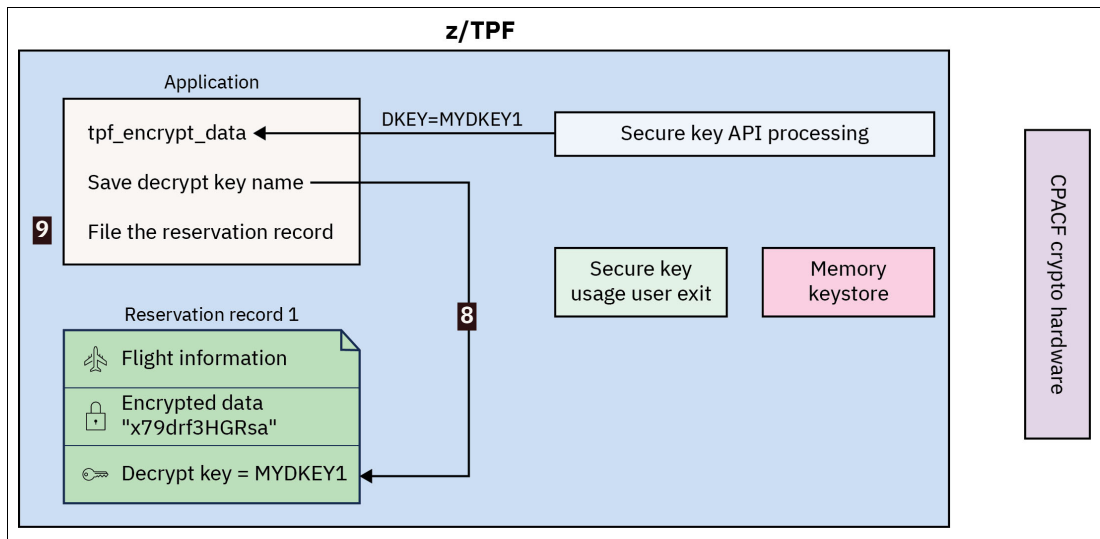 z/TPF
Application
tpf_encrypt_data
DKEY=MYDKEY1
Secure key API processing
Save decrypt key name
9
File the reservation record
Secure key
usage user exit
Memory
keystore
CPACF crypto hardware
8
Reservation record 1
Flight information
Encrypted data
"x79drf3HGRsa"
Decrypt key = MYDKEY1